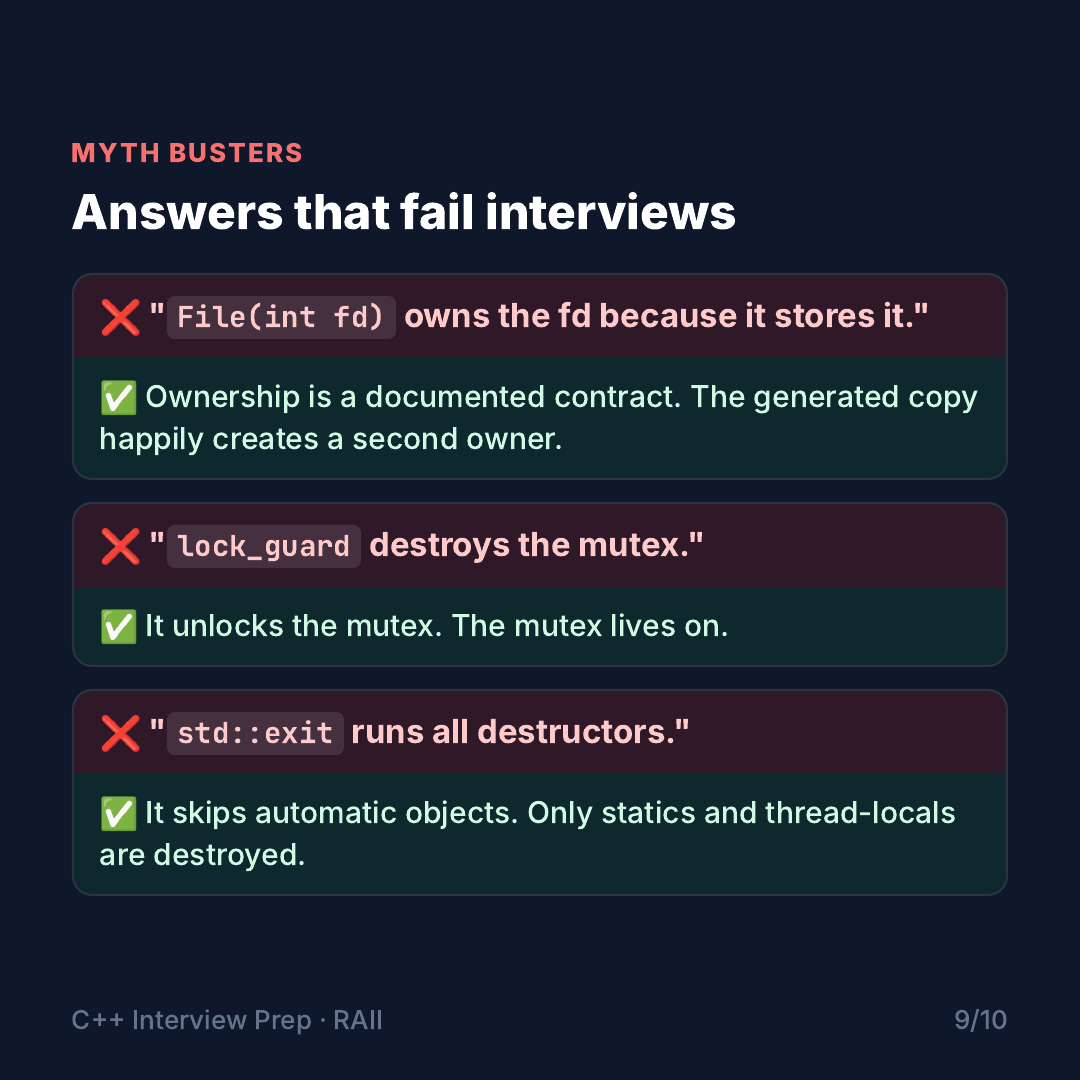 MYTH BUSTERS
Answers that fail interviews
❌ "File(int fd) owns the fd because it stores it."
✅ Ownership is a documented contract. The generated copy
happily creates a second owner.
❌ "lock_guard destroys the mutex."
✅ It unlocks the mutex. The mutex lives on.
❌ "std::exit runs all destructors."
✅ It skips automatic objects. Only statics and thread-locals
are destroyed.
C++ Interview Prep · RAII
9/10